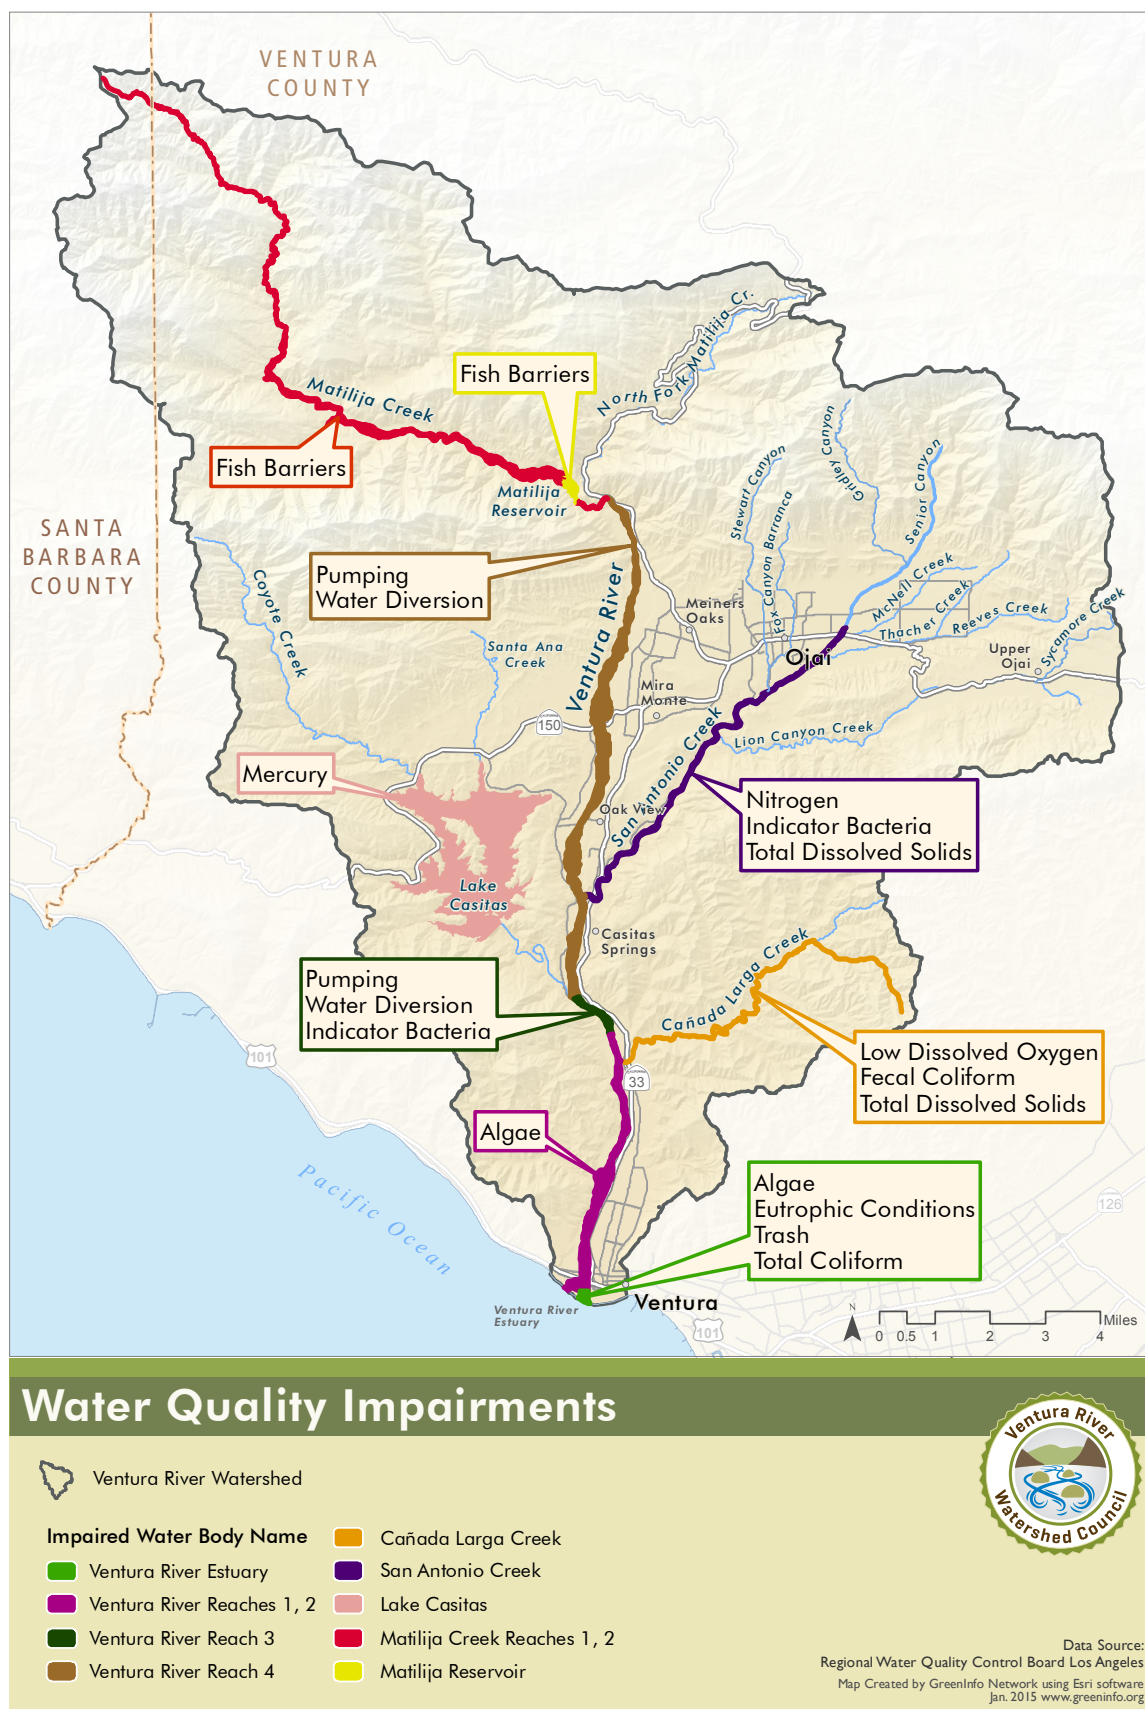 VENTURA
COUNTY
North Fork Matilija Cr.
Fish Barriers
Matilija Creek
Fish Barriers
Matilija
Reservoir
Gridley Canyon
Senior Canyon
Stewart Canyon
Fox Canyon Barranca
SANTA
BARBARA
COUNTY
Pumping
Water Diversion
Coyote Creek
Ventura River
Meiners
Oaks
McNell Creek
Thacher Creek
Reeves Creek
Sycamore Creek
Santa Ana
Creek
Ojai
Upper
Ojai
Mira
Monte
CALIFORNIA
150
San Antonio Creek
Lion Canyon Creek
Mercury
Oak View
Nitrogen
Indicator Bacteria
Total Dissolved Solids
Lake
Casitas
Casitas
Springs
Cañada Larga Creek
Pumping
Water Diversion
Indicator Bacteria
101
Low Dissolved Oxygen
Fecal Coliform
Total Dissolved Solids
CALIFORNIA
33
Algae
Pacific Ocean
Algae
Eutrophic Conditions
Trash
Total Coliform
126
Ventura River
Estuary
Ventura
101
N
0 0.5 1 2 3 4 Miles
Water Quality Impairments
Ventura River
Watershed Council
Ventura River Watershed
Impaired Water Body Name
Ventura River Estuary
Ventura River Reaches 1, 2
Ventura River Reach 3
Ventura River Reach 4
Cañada Larga Creek
San Antonio Creek
Lake Casitas
Matilija Creek Reaches 1, 2
Matilija Reservoir
Data Source:
Regional Water Quality Control Board Los Angeles
Map Created by GreenInfo Network using Esri software
Jan. 2015 www.greeninfo.org